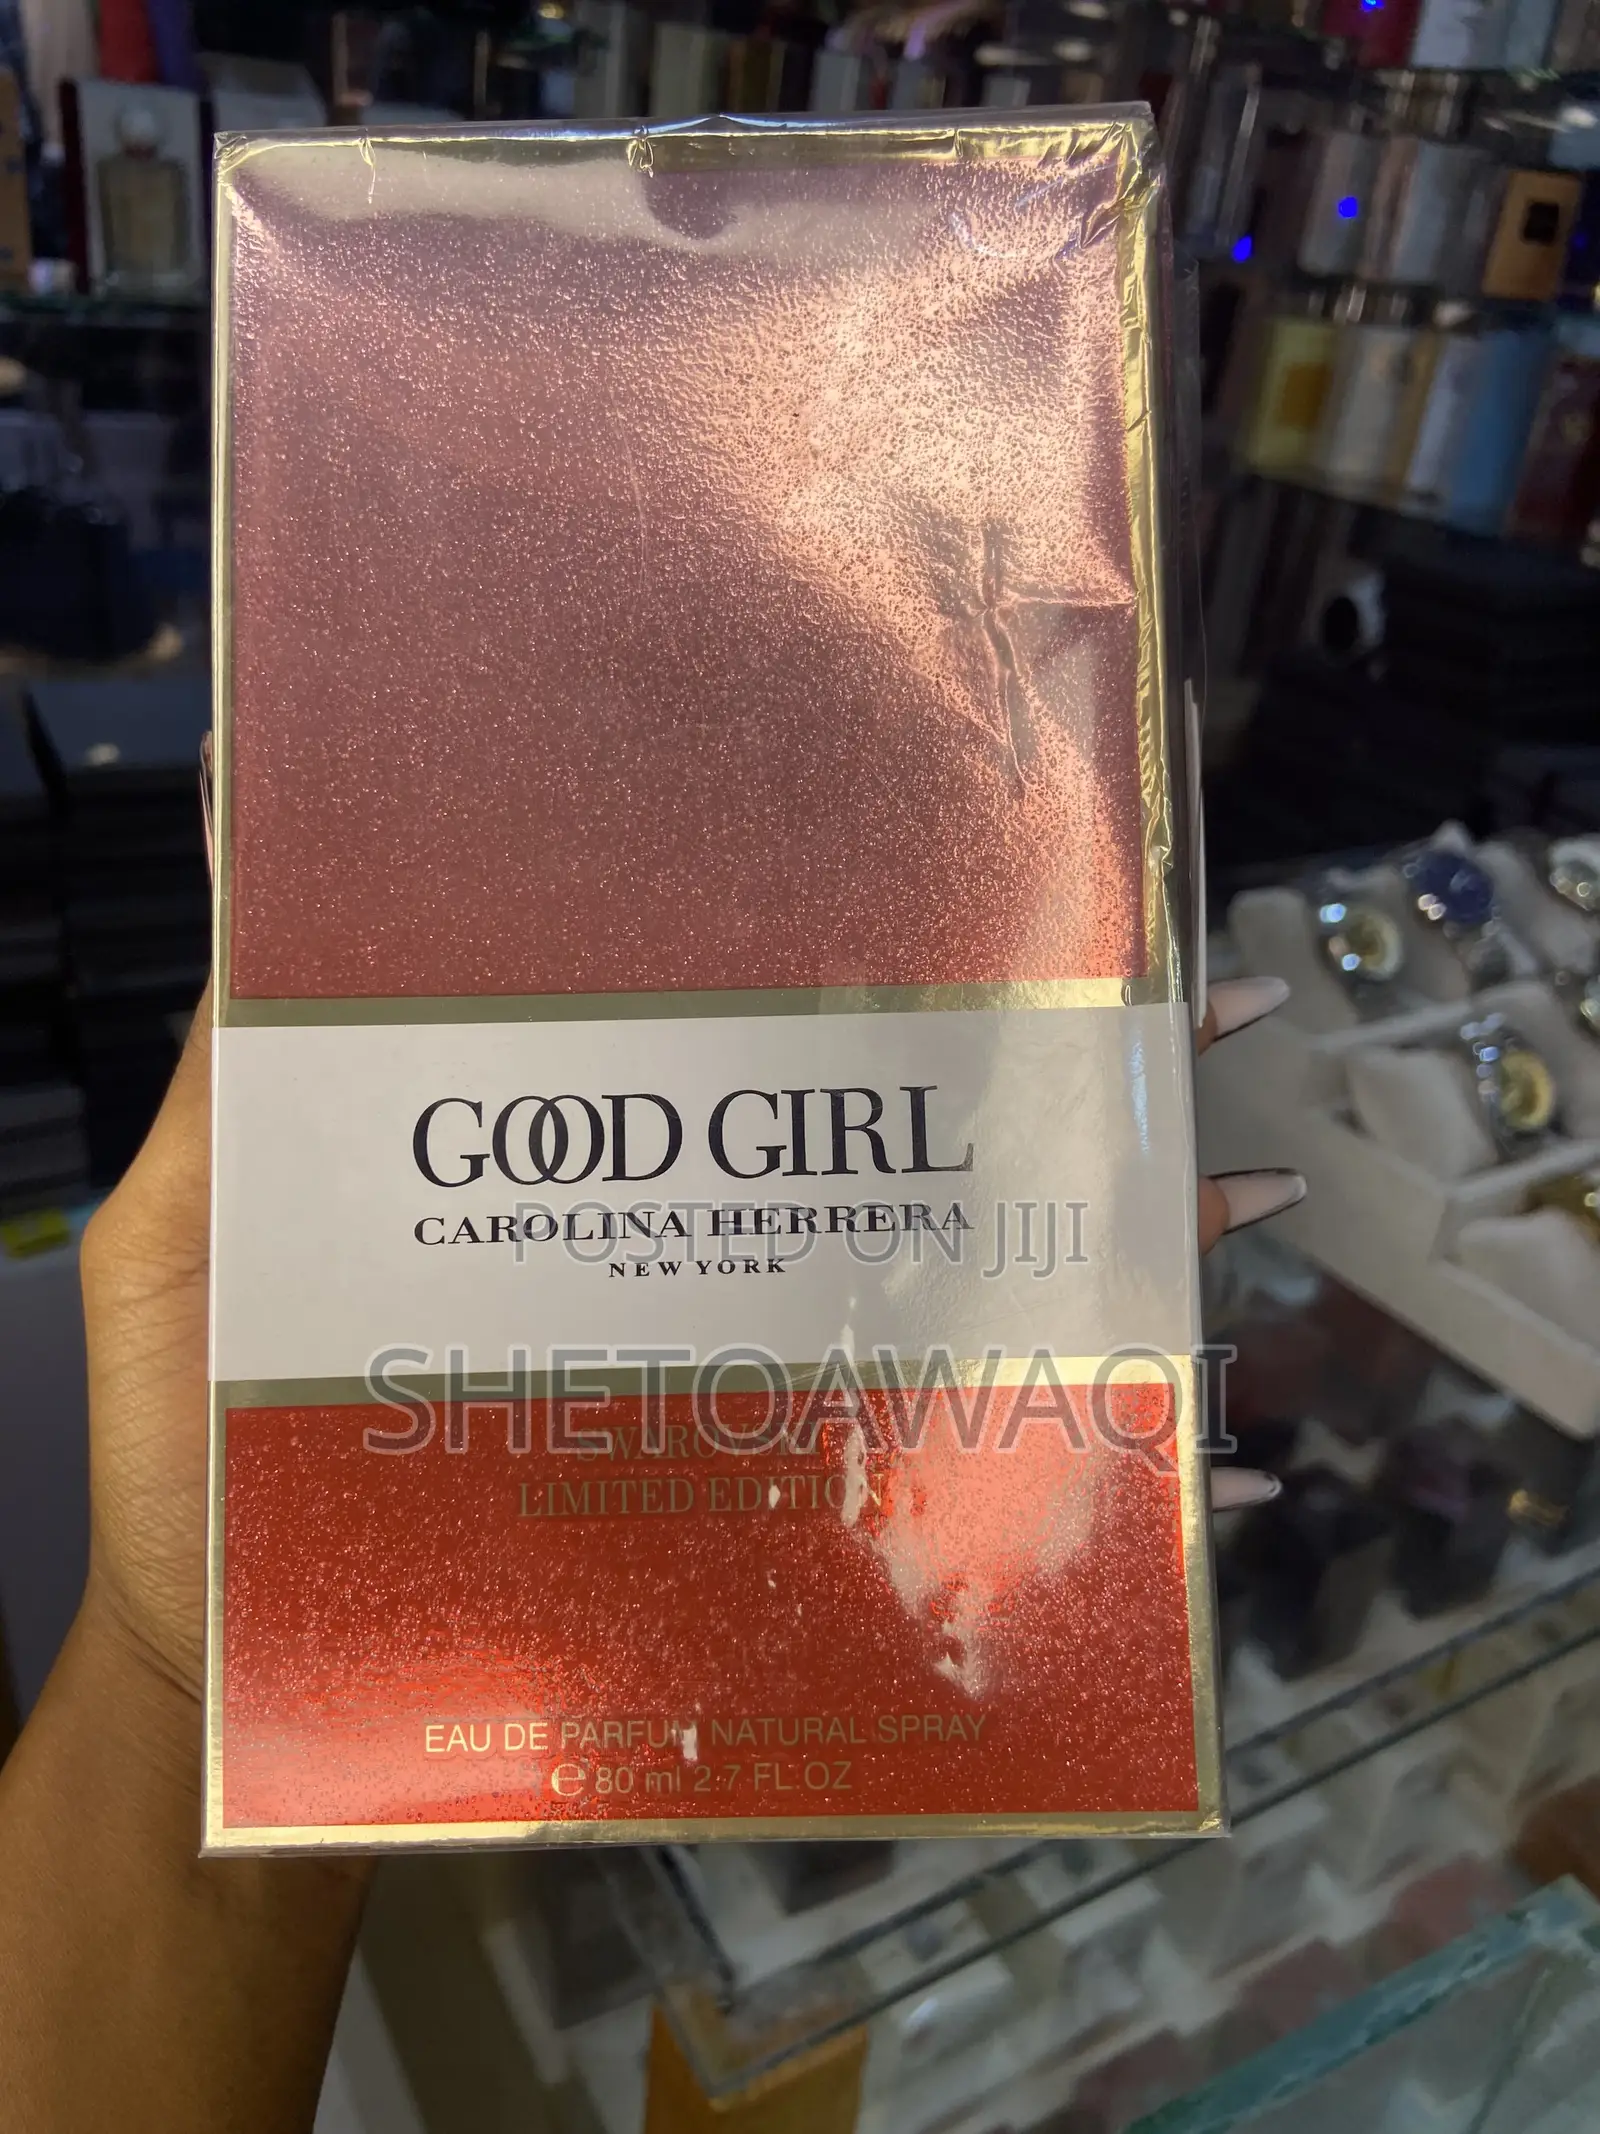 GOOD GIRL
CAROLINA HERRERA
NEW YORK
POSTED ON JIJI
SHETOAWAQI
SWAROVSKI
LIMITED EDITION
EAU DE PARFUM NATURAL SPRAY
℮ 80 ml 2.7 FL.OZ